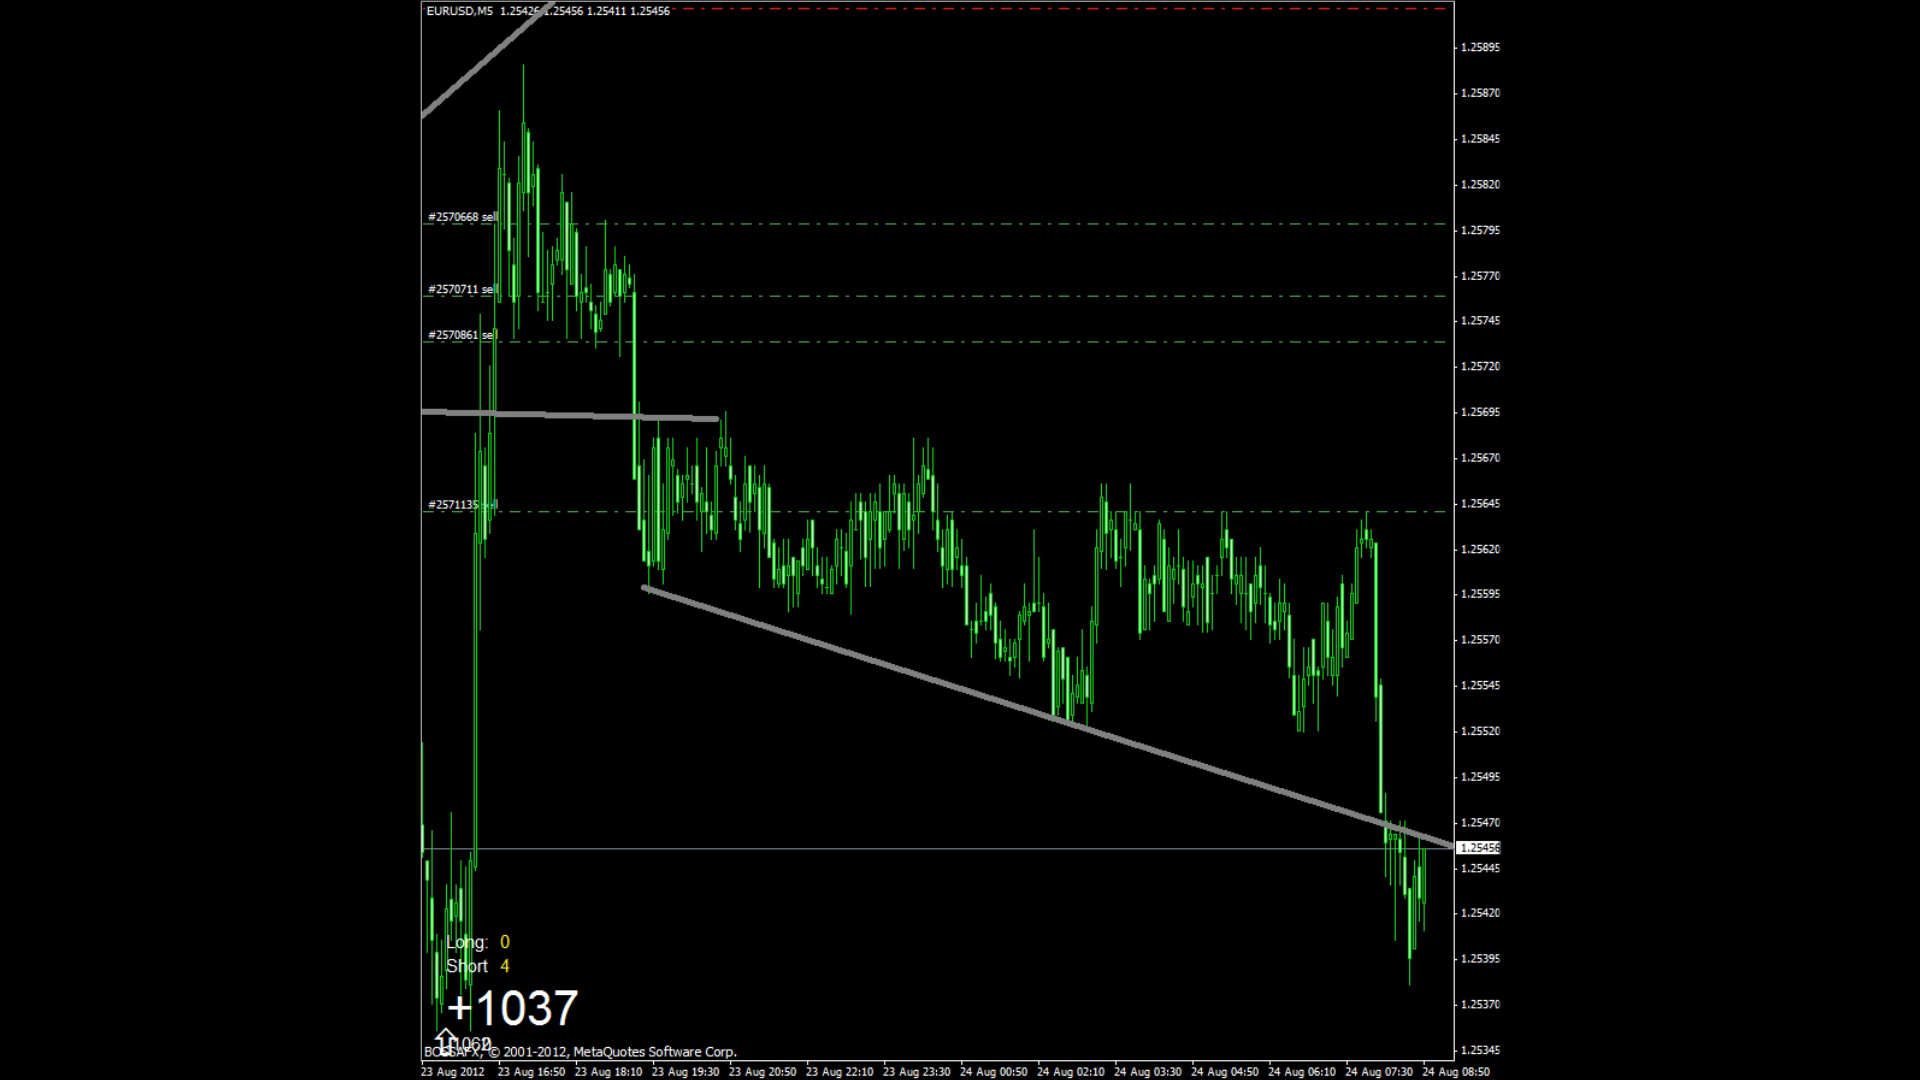 EURUSD,M5 1.25426 1.25456 1.25411 1.25456
1.25895
1.25870
1.25845
1.25820
#2570668 sell
1.25795
1.25770
#2570711 sell
1.25745
#2570861 sell
1.25720
1.25695
1.25670
#2571135 sell
1.25645
1.25620
1.25595
1.25570
1.25545
1.25520
1.25495
1.25470
1.25456
1.25445
1.25420
Long: 0
1.25395
Short 4
+1037
1.25370
BOSSAFX, © 2001-2012, MetaQuotes Software Corp.
1.25345
23 Aug 2012 23 Aug 16:50 23 Aug 18:10 23 Aug 19:30 23 Aug 20:50 23 Aug 22:10 23 Aug 23:30 24 Aug 00:50 24 Aug 02:10 24 Aug 03:30 24 Aug 04:50 24 Aug 06:10 24 Aug 07:30 24 Aug 08:50